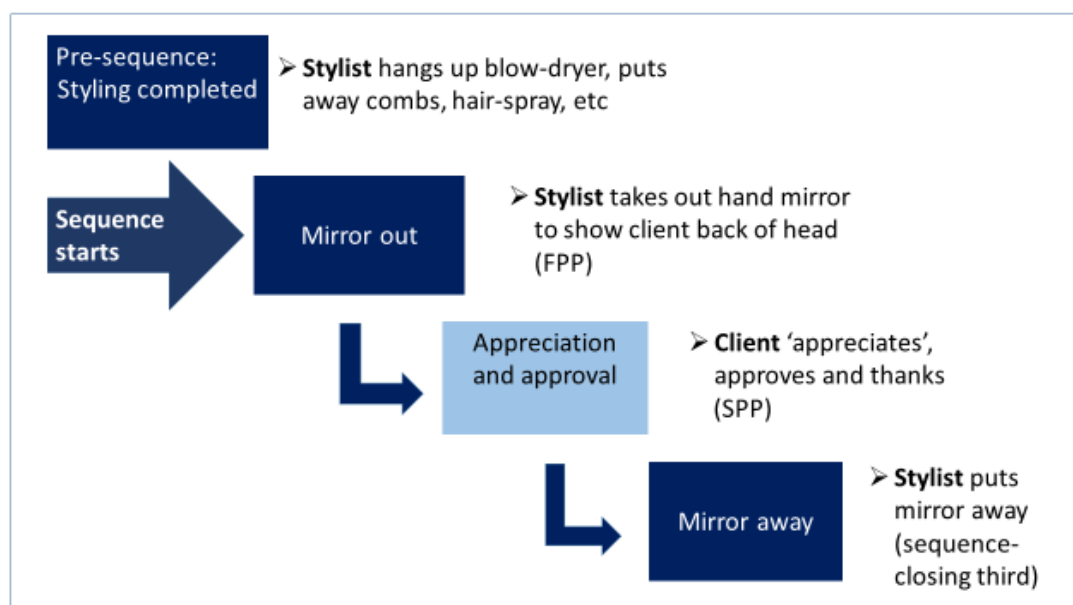 Pre-sequence:
Styling completed
➢ Stylist hangs up blow-dryer, puts
away combs, hair-spray, etc
Sequence
starts
Mirror out
➢ Stylist takes out hand mirror
to show client back of head
(FPP)
Appreciation
and approval
➢ Client ‘appreciates’,
approves and thanks
(SPP)
Mirror away
➢ Stylist puts
mirror away
(sequence-
closing third)